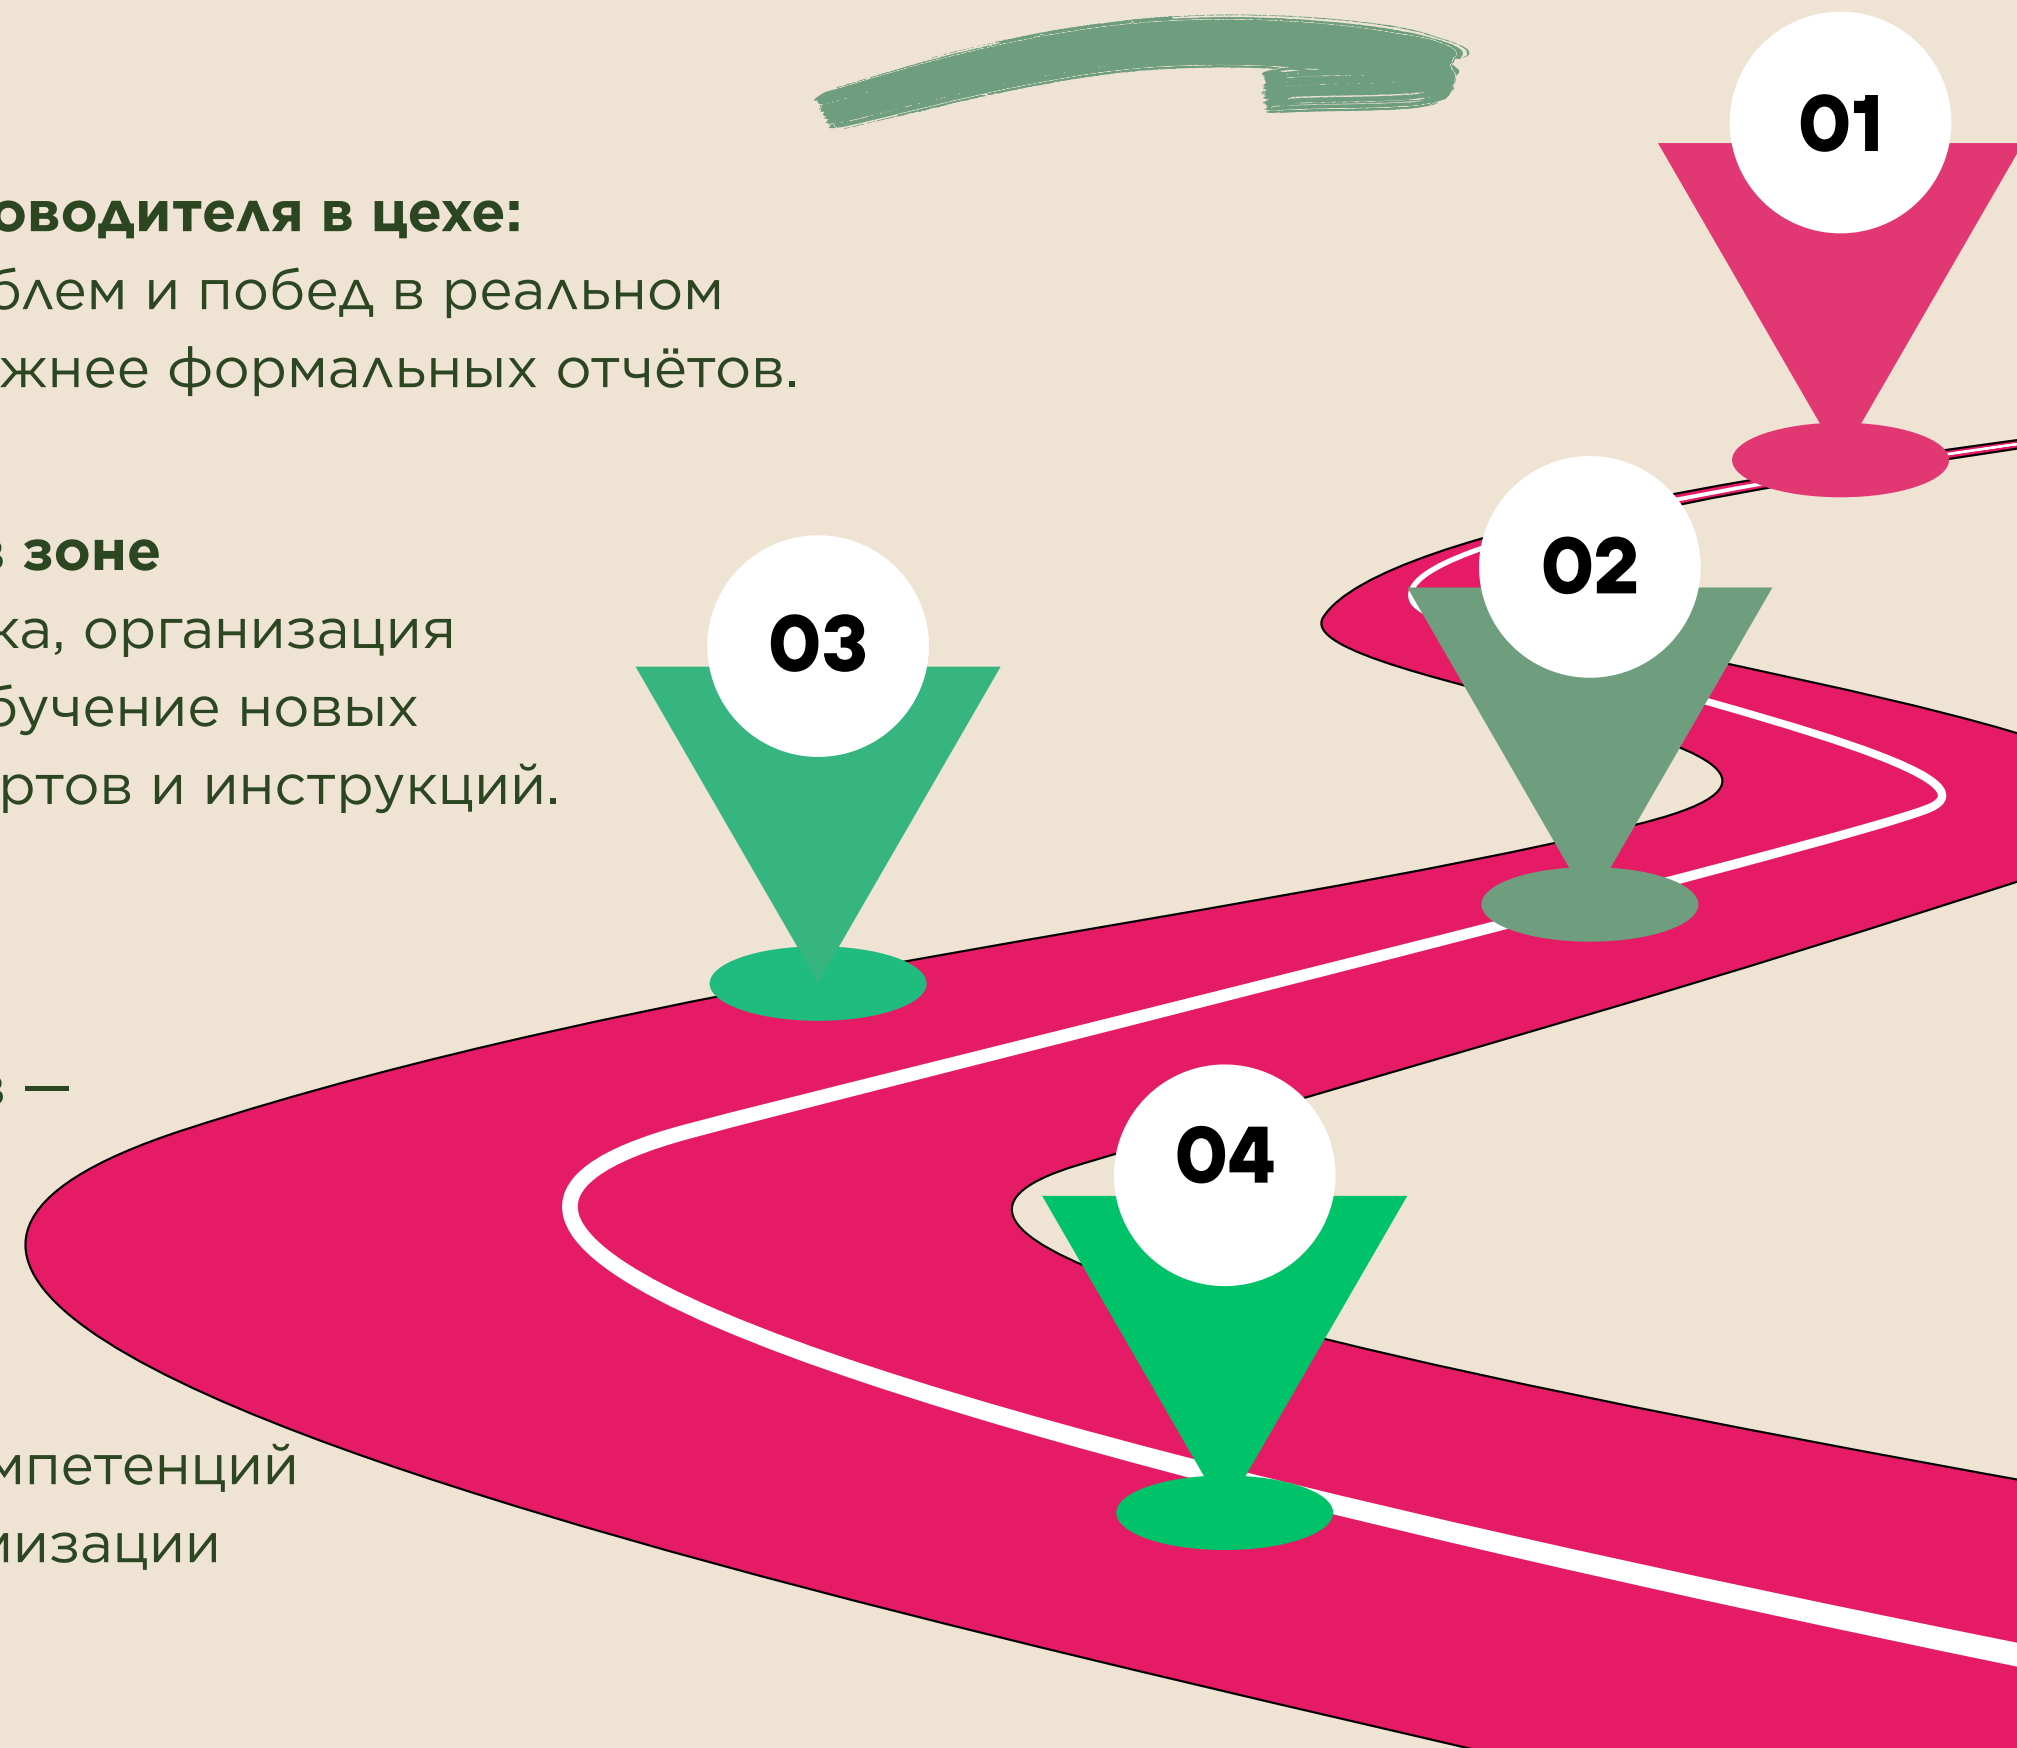 01
оводителя в цехе:
блем и побед в реальном
жнее формальных отчётов.
02
в зоне
03
ка, организация
бучение новых
ртов и инструкций.
в —
04
мпетенций
мизации